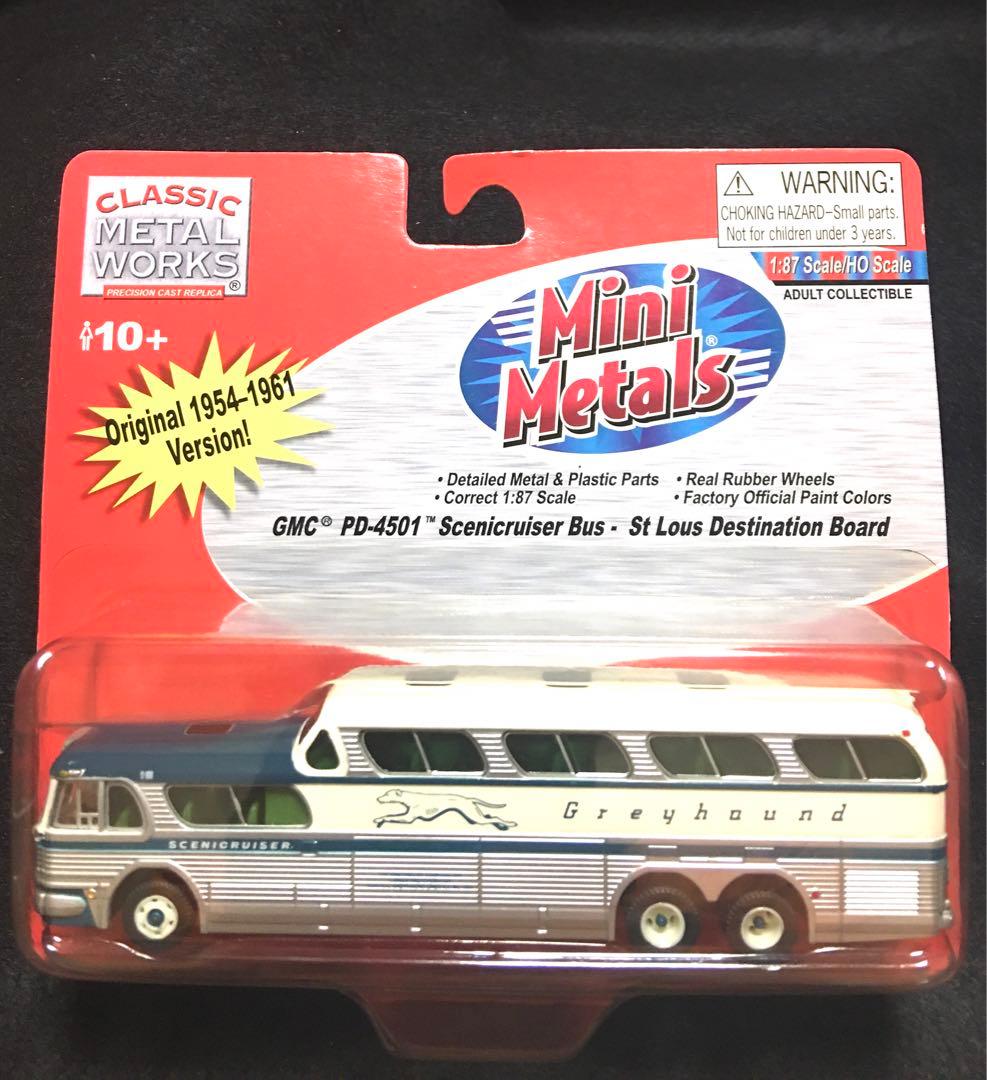 CLASSIC
METAL
WORKS
PRECISION CAST REPLICA ®
10+
Original 1954–1961
Version!
⚠ WARNING:
CHOKING HAZARD–Small parts.
Not for children under 3 years.
1:87 Scale/HO Scale
ADULT COLLECTIBLE
Mini
Metals®
• Detailed Metal & Plastic Parts • Real Rubber Wheels
• Correct 1:87 Scale • Factory Official Paint Colors
GMC® PD-4501™ Scenicruiser Bus - St Lous Destination Board
Greyhound
SCENICRUISER